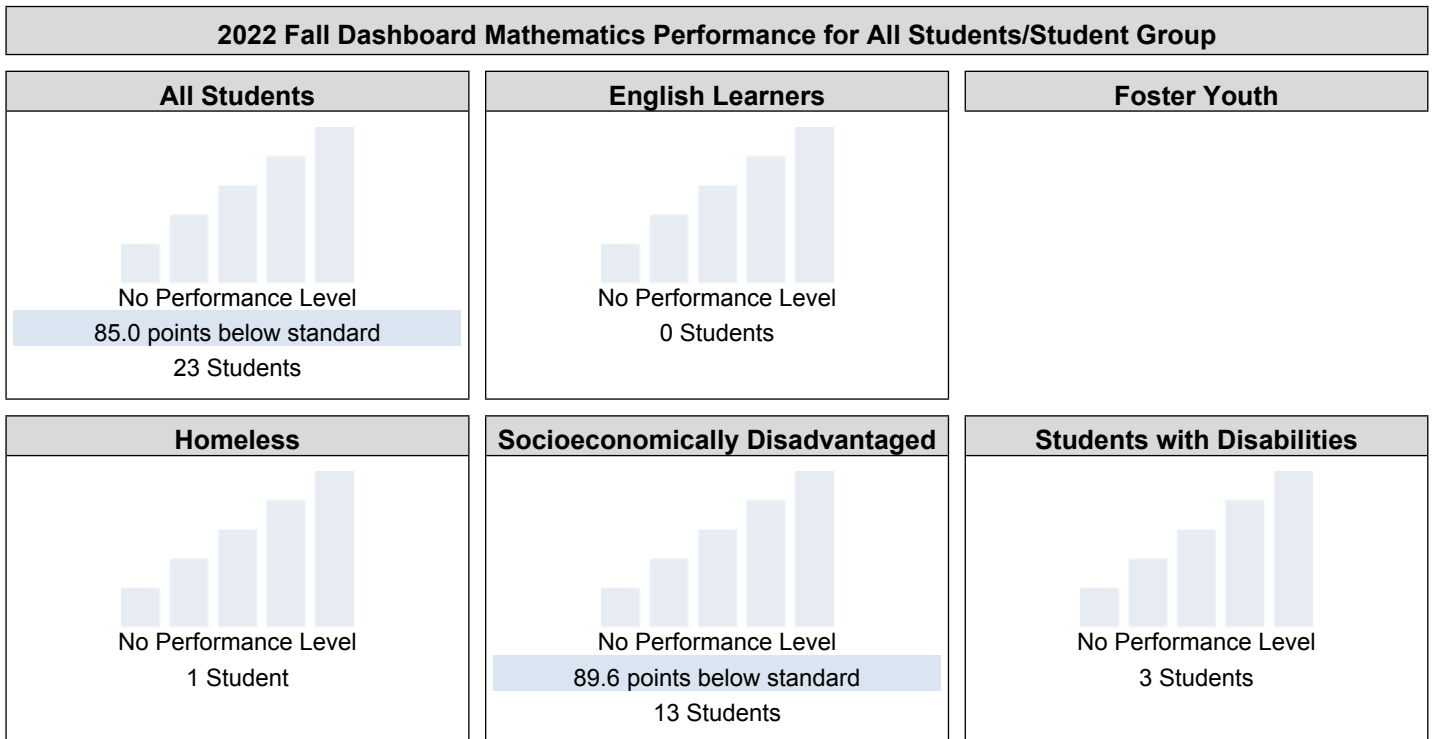 2022 Fall Dashboard Mathematics Performance for All Students/Student Group
All Students
No Performance Level
85.0 points below standard
23 Students
English Learners
No Performance Level
0 Students
Foster Youth
Homeless
No Performance Level
1 Student
Socioeconomically Disadvantaged
No Performance Level
89.6 points below standard
13 Students
Students with Disabilities
No Performance Level
3 Students